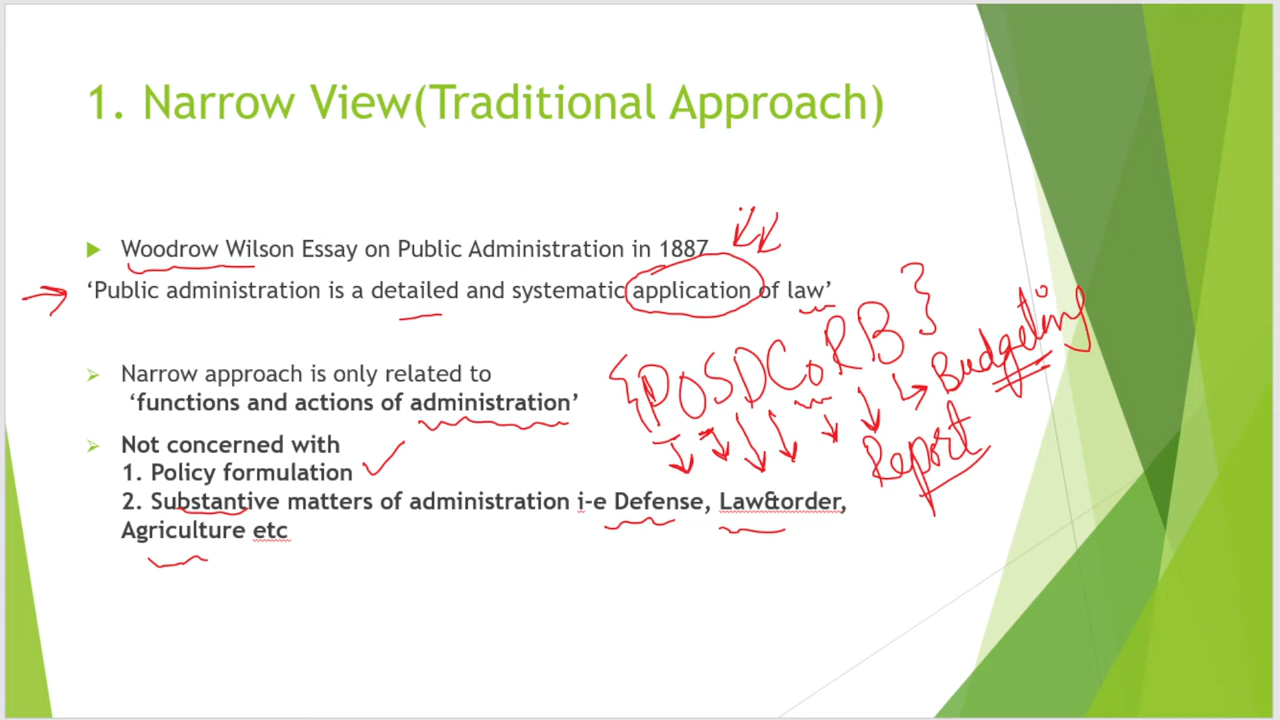 1. Narrow View(Traditional Approach)
Woodrow Wilson Essay on Public Administration in 1887
‘Public administration is a detailed and systematic application of law’
{POSDCoRB}
Budgeting
Report
Narrow approach is only related to
‘functions and actions of administration’
Not concerned with
1. Policy formulation
2. Substantive matters of administration i-e Defense, Law&order,
Agriculture etc